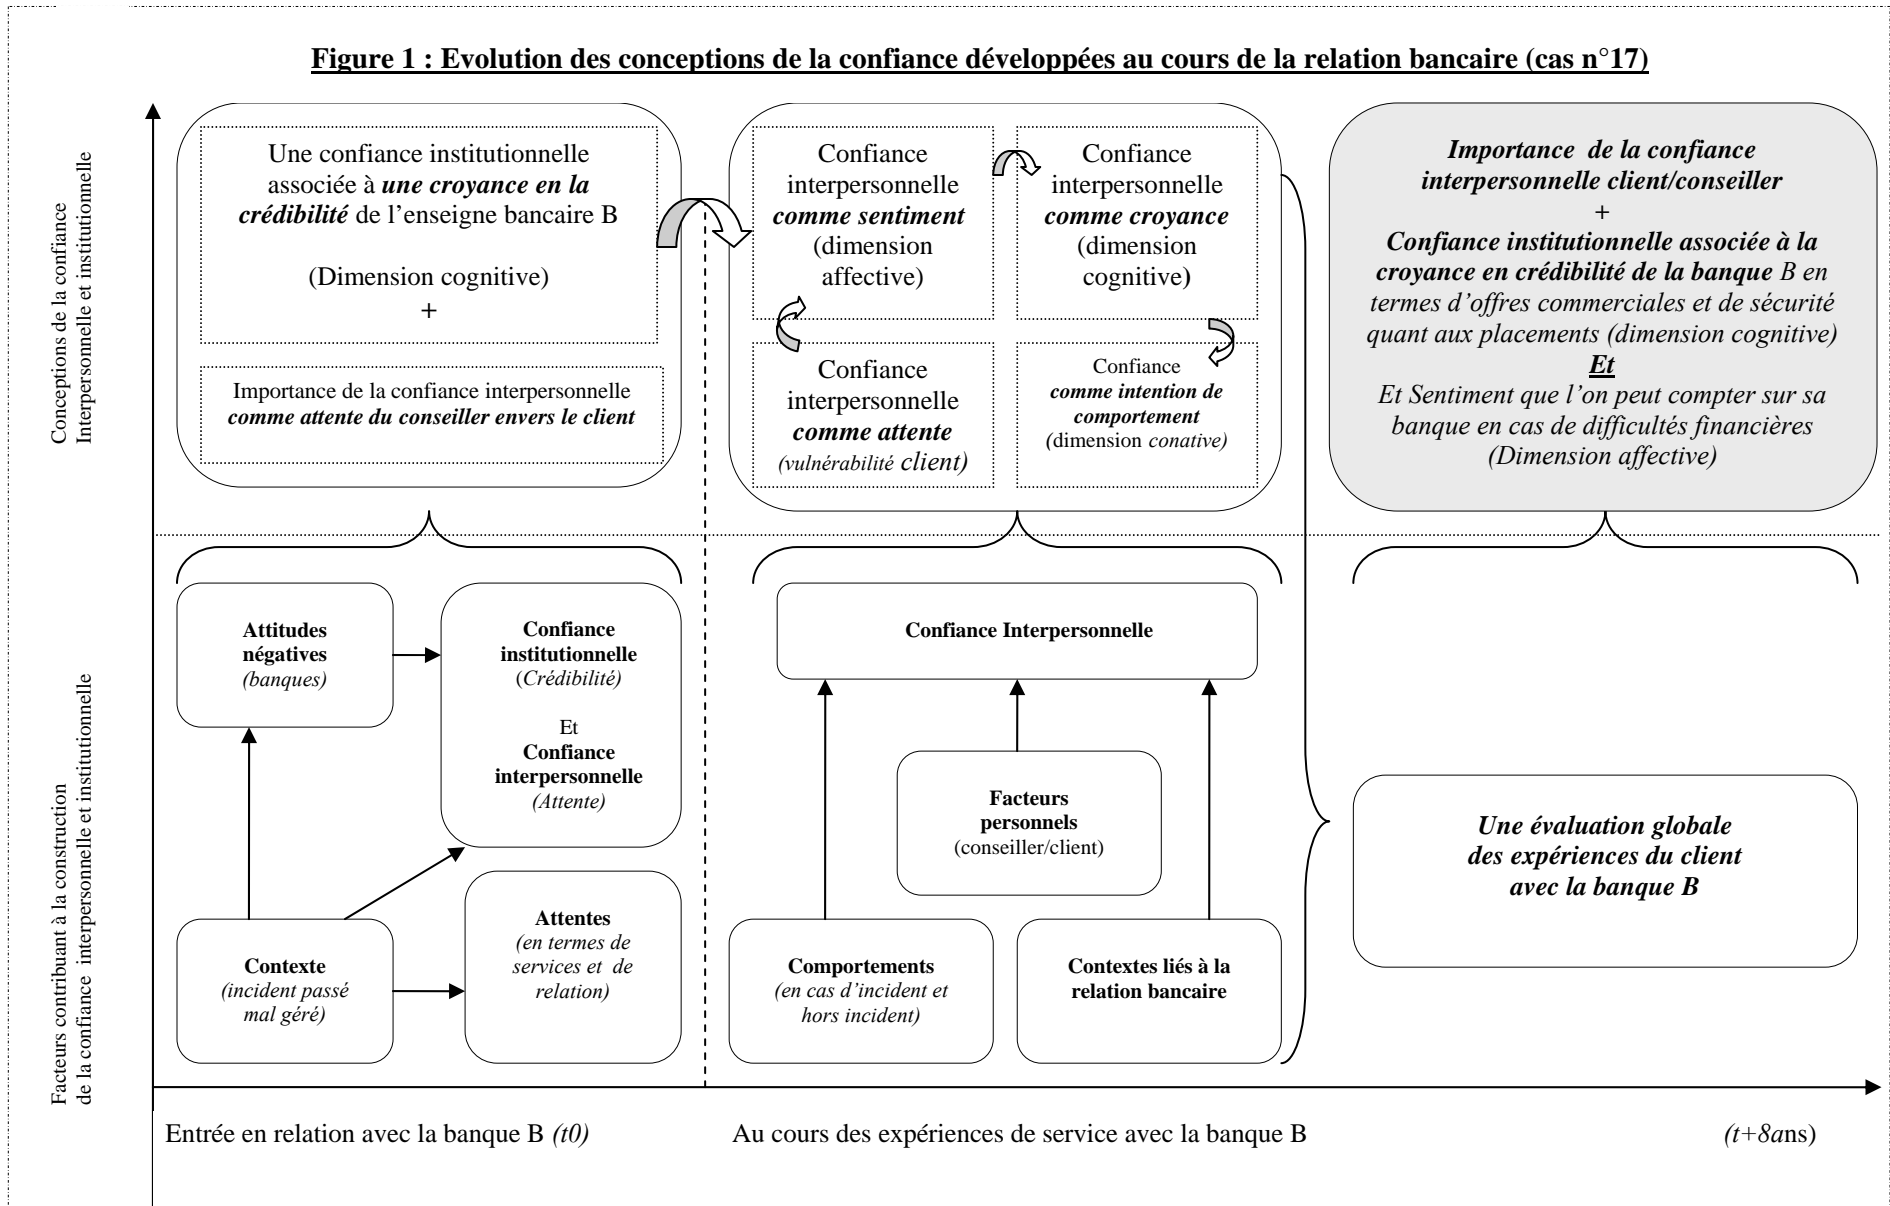 Figure 1 : Evolution des conceptions de la confiance développées au cours de la relation bancaire (cas n°17)
Conceptions de la confiance
Interpersonnelle et institutionnelle
Une confiance institutionnelle
associée à une croyance en la
crédibilité de l'enseigne bancaire B
(Dimension cognitive)
+
Importance de la confiance interpersonnelle
comme attente du conseiller envers le client
Confiance
interpersonnelle
comme sentiment
(dimension
affective)
Confiance
interpersonnelle
comme croyance
(dimension
cognitive)
Confiance
interpersonnelle
comme attente
(vulnérabilité client)
Confiance
comme intention de
comportement
(dimension conative)
Importance de la confiance
interpersonnelle client/conseiller
+
Confiance institutionnelle associée à la
croyance en crédibilité de la banque B en
termes d'offres commerciales et de sécurité
quant aux placements (dimension cognitive)
Et
Et Sentiment que l'on peut compter sur sa
banque en cas de difficultés financières
(Dimension affective)
Facteurs contribuant à la construction
de la confiance interpersonnelle et institutionnelle
Attitudes
négatives
(banques)
Confiance
institutionnelle
(Crédibilité)
Et
Confiance
interpersonnelle
(Attente)
Contexte
(incident passé
mal géré)
Attentes
(en termes de
services et de
relation)
Confiance Interpersonnelle
Facteurs
personnels
(conseiller/client)
Comportements
(en cas d'incident et
hors incident)
Contextes liés à la
relation bancaire
Une évaluation globale
des expériences du client
avec la banque B
Entrée en relation avec la banque B (t0)
Au cours des expériences de service avec la banque B
(t+8ans)